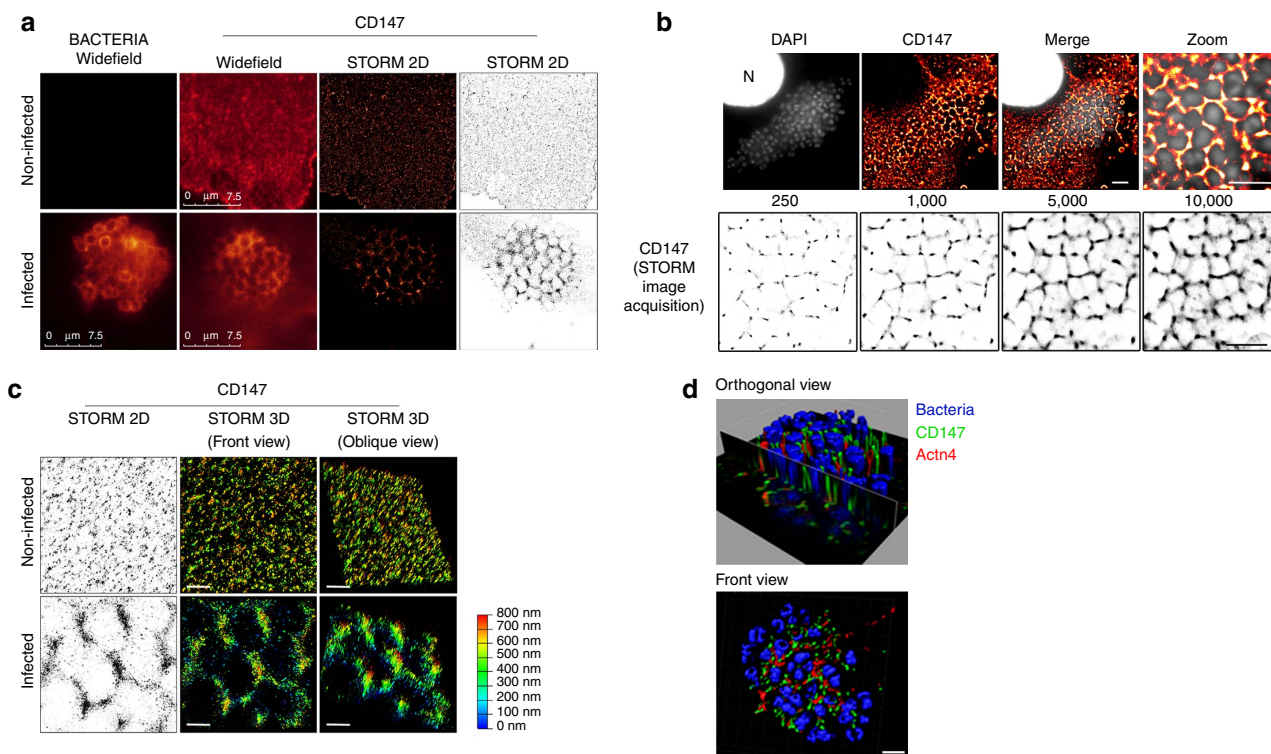 a
CD147
BACTERIA
Widefield
Widefield
STORM 2D
STORM 2D
Non-infected
0 μm 7.5
Infected
0 μm 7.5
0 μm 7.5
b
DAPI
CD147
Merge
Zoom
N
250
1,000
5,000
10,000
CD147
(STORM
image
acquisition)
c
CD147
STORM 2D
STORM 3D
(Front view)
STORM 3D
(Oblique view)
Non-infected
Infected
800 nm
700 nm
600 nm
500 nm
400 nm
300 nm
200 nm
100 nm
0 nm
d
Orthogonal view
Bacteria
CD147
Actn4
Front view